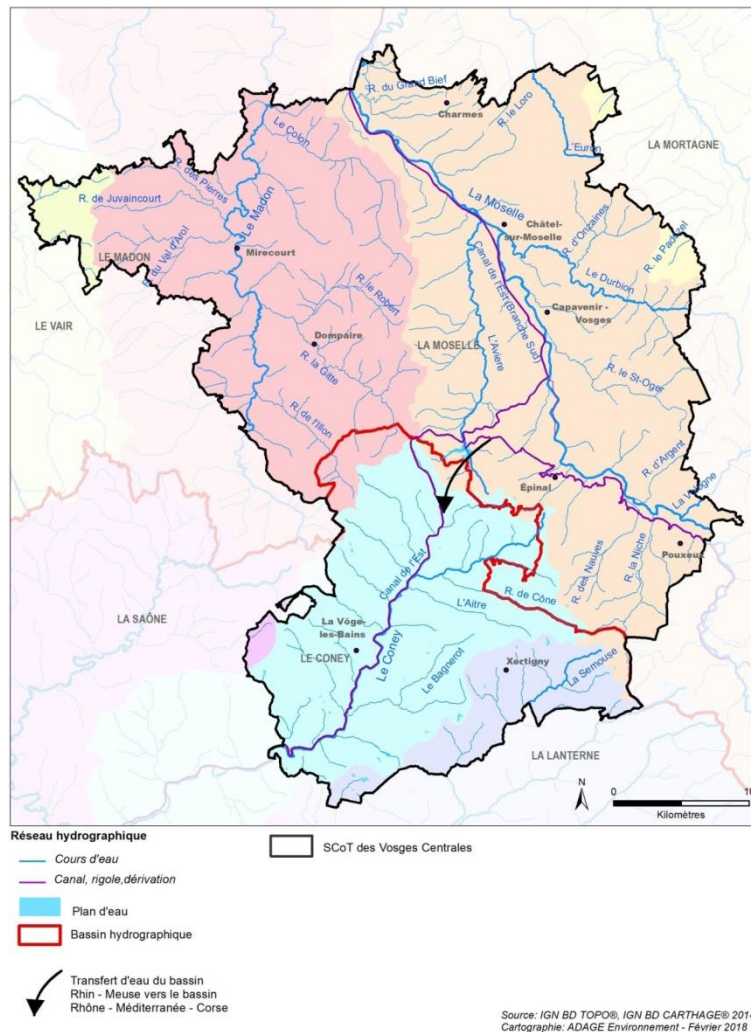 R. du Grand Bief
Charmes
R. le Loro
L'Euron
LA MORTAGNE
Le Colon
R. des Pierres
R. de Juvaincourt
Le Madon
La Moselle
Châtel-
sur-Moselle
R. d'Onzaines
R. le Padozel
LE MADON
R. du Val d'Arol
Mirecourt
Canal de l'Est (Branche Sud)
Le Durbion
R. le Robert
Capavenir -
Vosges
LE VAIR
Dompaire
LA MOSELLE
L'Aviere
R. la Gitte
R. le St-Oger
R. de l'Illon
R. d'Argent
Épinal
La Vologne
Pouxeux
Canal de l'Est
R. des Nauves
R. la Niche
R. de Cône
L'Aitre
LA SAÔNE
La Vôge-
les-Bains
LE CONEY
Le Coney
Le Bagnerot
Xertigny
La Semouse
LA LANTERNE
N
0
10
Kilomètres
Réseau hydrographique
Cours d'eau
SCoT des Vosges Centrales
Canal, rigole,dérivation
Plan d'eau
Bassin hydrographique
Transfert d'eau du bassin
Rhin - Meuse vers le bassin
Rhône - Méditerranée - Corse
Source: IGN BD TOPO®, IGN BD CARTHAGE® 2014
Cartographie: ADAGE Environnement - Février 2018